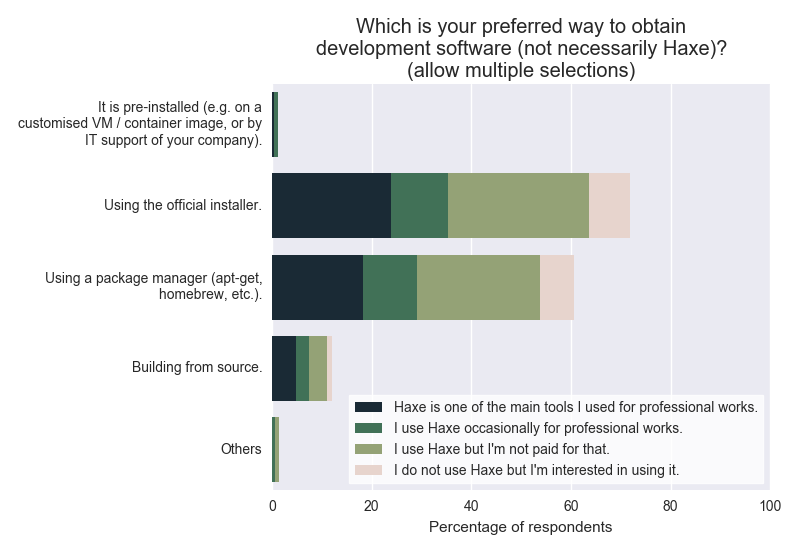 Which is your preferred way to obtain
development software (not necessarily Haxe)?
(allow multiple selections)
It is pre-installed (e.g. on a
customised VM / container image, or by
IT support of your company).
Using the official installer.
Using a package manager (apt-get,
homebrew, etc.).
Building from source.
Others
Haxe is one of the main tools I used for professional works.
I use Haxe occasionally for professional works.
I use Haxe but I'm not paid for that.
I do not use Haxe but I'm interested in using it.
0 20 40 60 80 100
Percentage of respondents